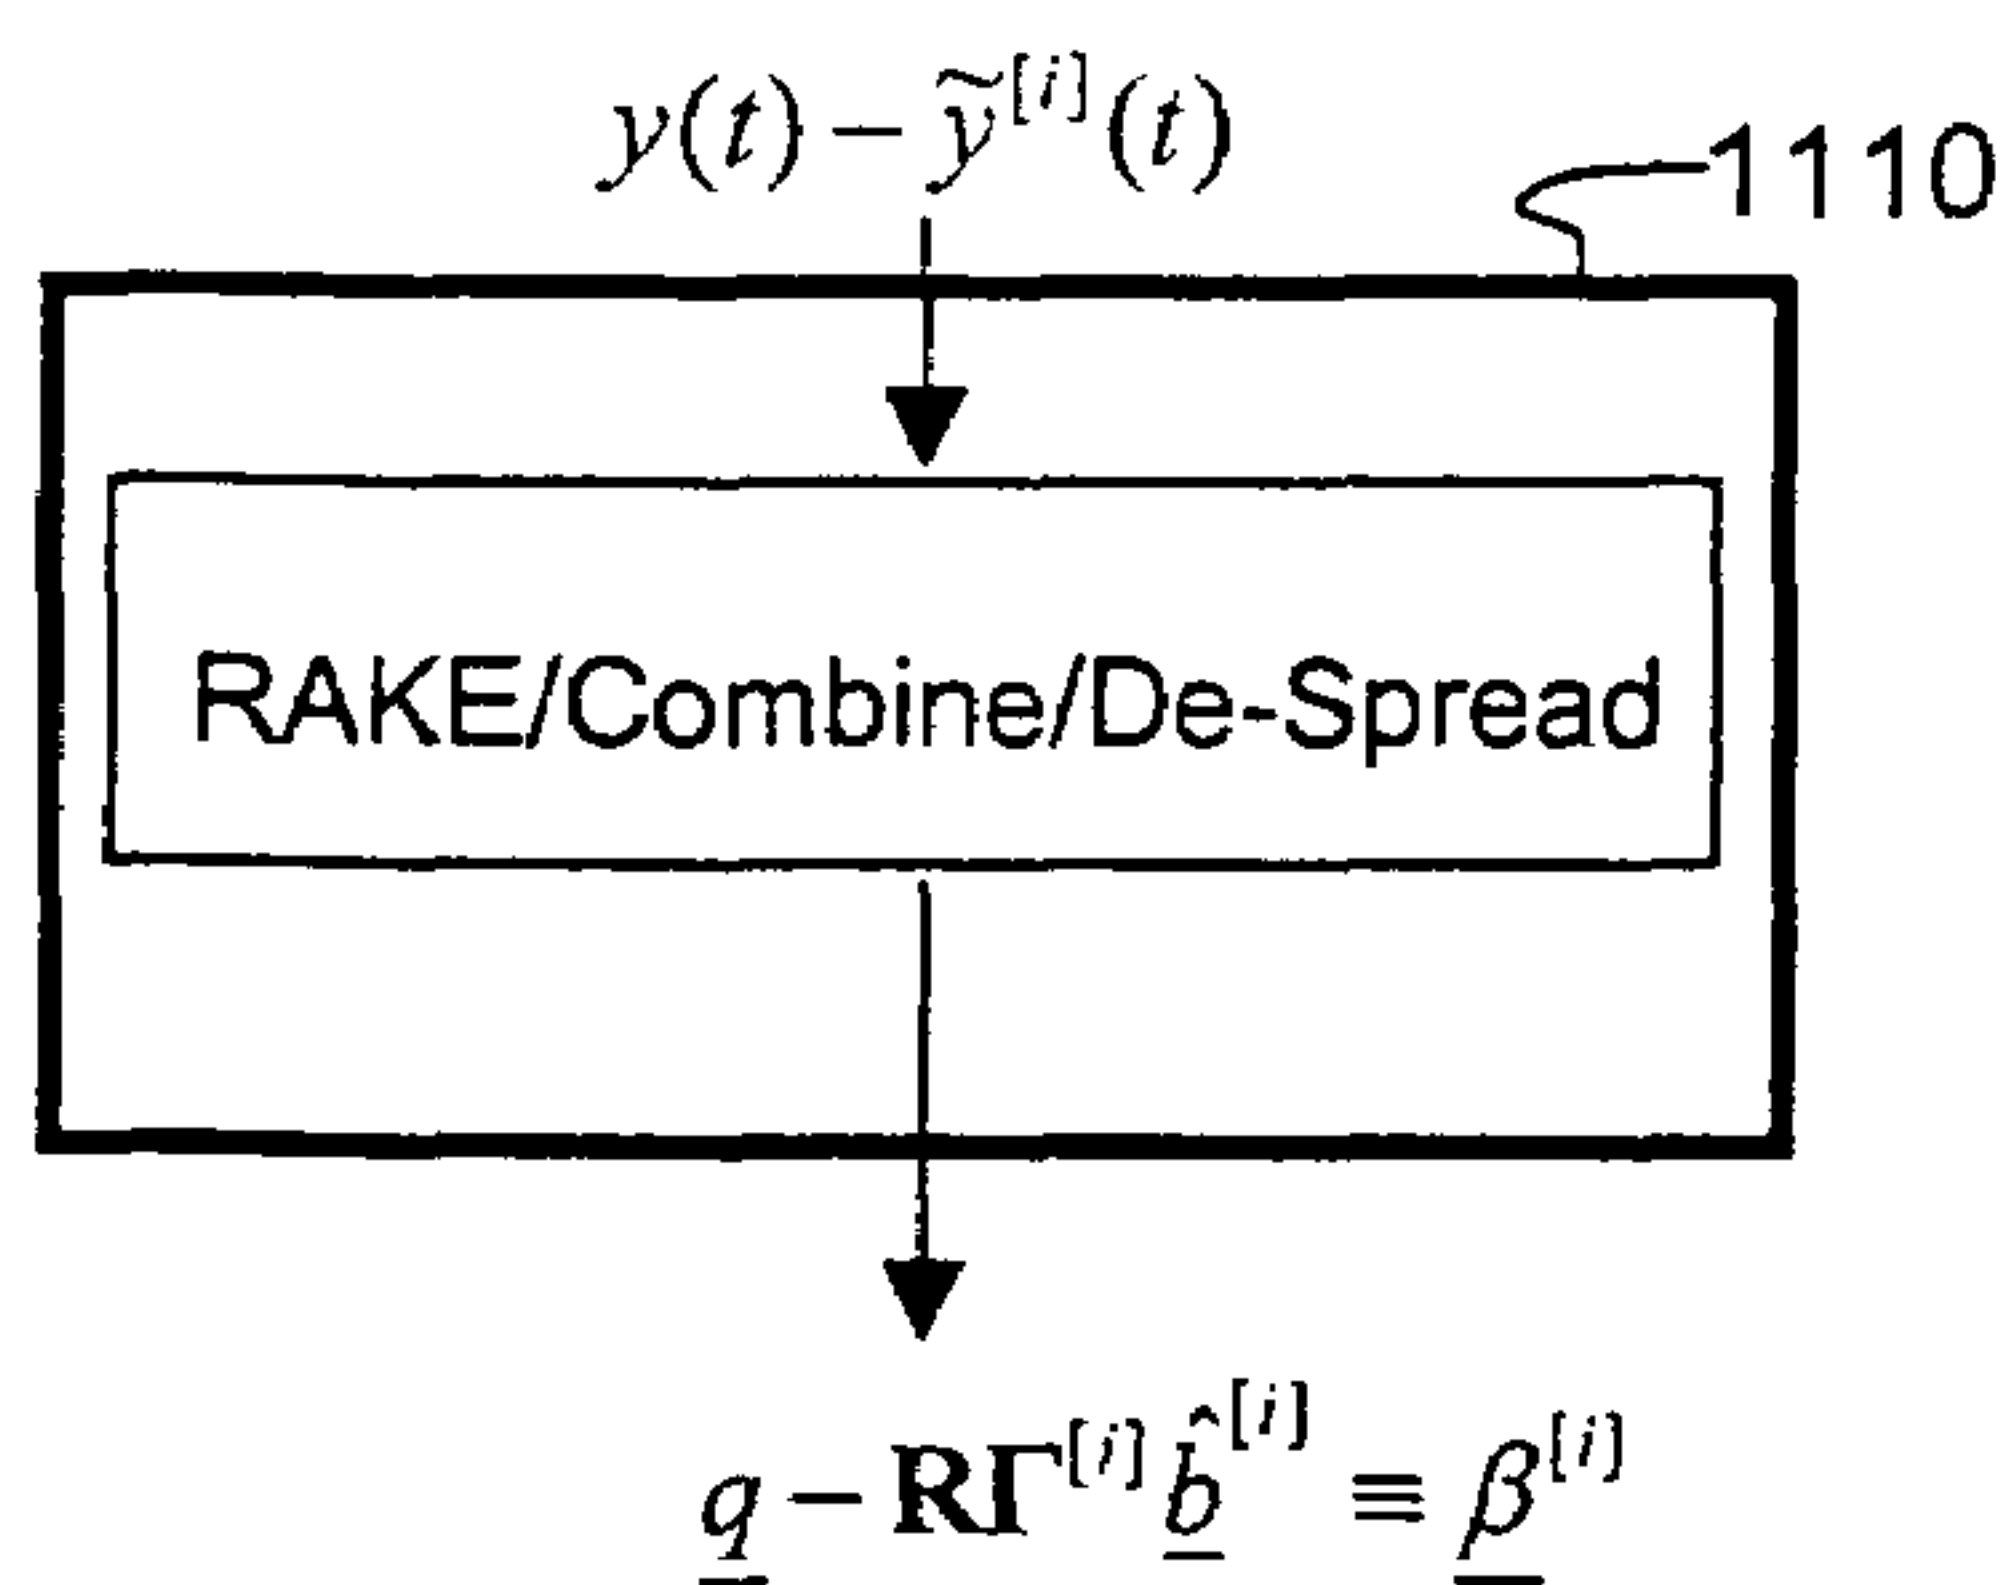 y(t) − ỹ^[i](t)
1110
RAKE/Combine/De-Spread
q̲ − RΓ^[i] b̲̂^[i] ≡ β̲^[i]